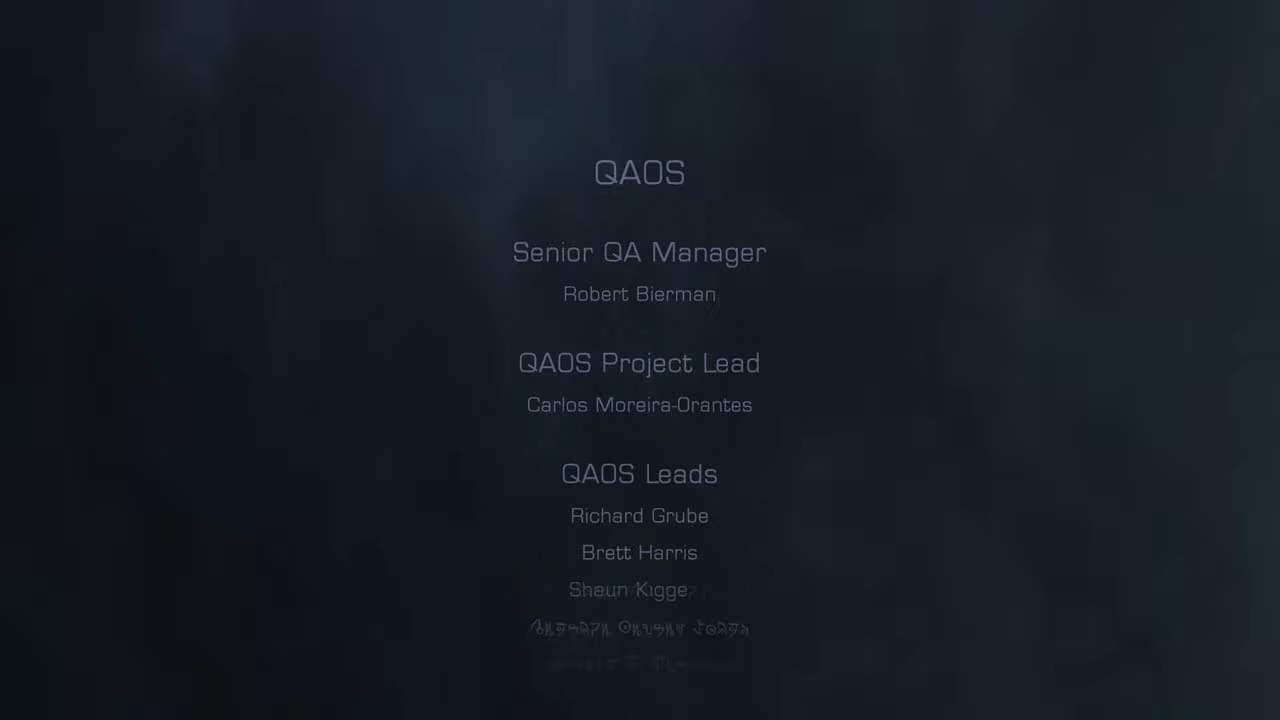 QAOS
Senior QA Manager
Robert Bierman
QAOS Project Lead
Carlos Moreira-Orantes
QAOS Leads
Richard Grube
Brett Harris
Shaun